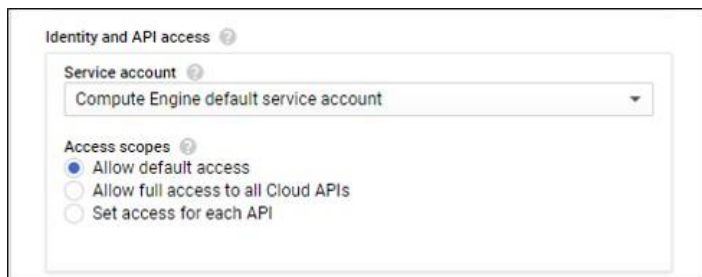 Identity and API access
Service account
Compute Engine default service account
Access scopes
Allow default access
Allow full access to all Cloud APIs
Set access for each API